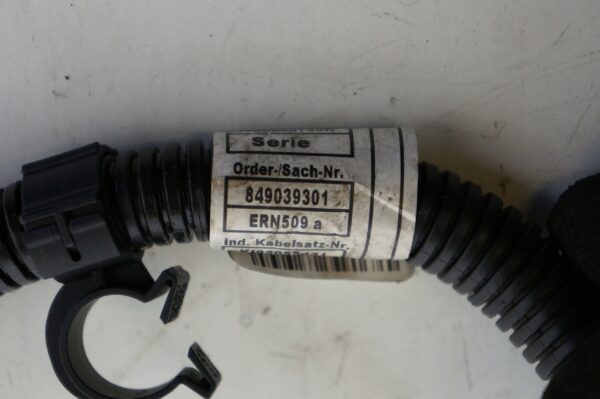 Serie
Order-/Sach-Nr.
849039301
ERN509 a
ind. Kabelsatz-Nr.